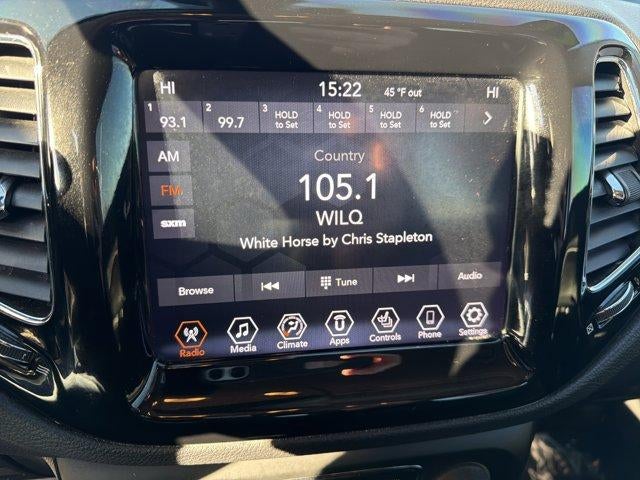 HI 15:22 45 °F out HI
1 93.1 2 99.7 3 HOLD to Set 4 HOLD to Set 5 HOLD to Set 6 HOLD to Set
AM
FM
sxm
Country
105.1
WILQ
White Horse by Chris Stapleton
Browse Tune Audio
Radio Media Climate Apps Controls Phone Settings